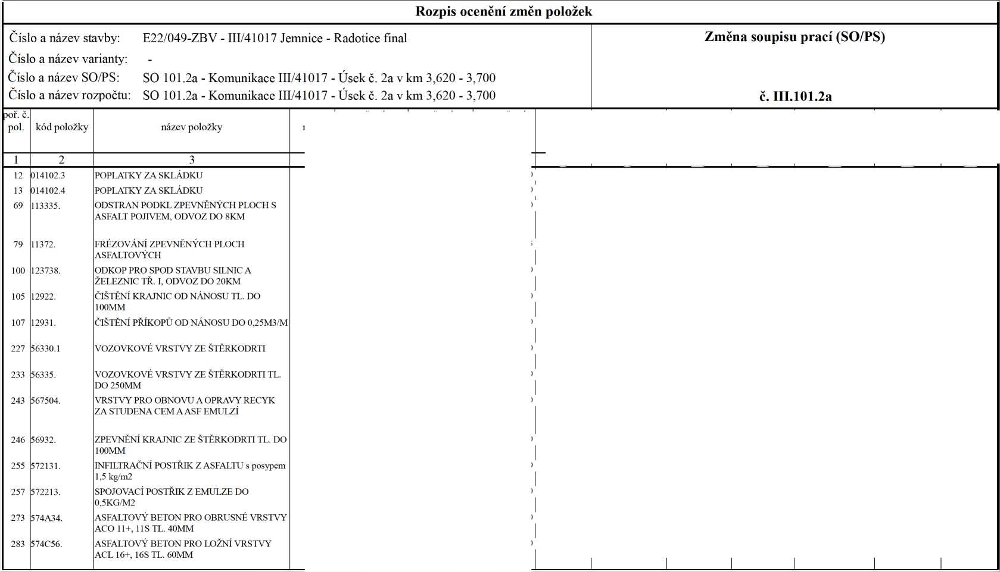 Rozpis ocenění změn položek
Číslo a název stavby: E22/049-ZBV - III/41017 Jemnice - Radotice final
Změna soupisu prací (SO/PS)
Číslo a název varianty: -
Číslo a název SO/PS: SO 101.2a - Komunikace III/41017 - Úsek č. 2a v km 3,620 - 3,700
Číslo a název rozpočtu: SO 101.2a - Komunikace III/41017 - Úsek č. 2a v km 3,620 - 3,700
č. III.101.2a
poř. č.
pol. kód položky název položky
1 2 3
12 014102.3 POPLATKY ZA SKLÁDKU
13 014102.4 POPLATKY ZA SKLÁDKU
69 113335. ODSTRAN PODKL ZPEVNĚNÝCH PLOCH S
ASFALT POJIVEM, ODVOZ DO 8KM
79 11372. FRÉZOVÁNÍ ZPEVNĚNÝCH PLOCH
ASFALTOVÝCH
100 123738. ODKOP PRO SPOD STAVBU SILNIC A
ŽELEZNIC TŘ. I, ODVOZ DO 20KM
105 12922. ČIŠTĚNÍ KRAJNIC OD NÁNOSU TL. DO
100MM
107 12931. ČIŠTĚNÍ PŘÍKOPŮ OD NÁNOSU DO 0,25M3/M
227 56330.1 VOZOVKOVÉ VRSTVY ZE ŠTĚRKODRTI
233 56335. VOZOVKOVÉ VRSTVY ZE ŠTĚRKODRTI TL.
DO 250MM
243 567504. VRSTVY PRO OBNOVU A OPRAVY RECYK
ZA STUDENA CEM A ASF EMULZÍ
246 56932. ZPEVNĚNÍ KRAJNIC ZE ŠTĚRKODRTI TL. DO
100MM
255 572131. INFILTRAČNÍ POSTŘIK Z ASFALTU s posypem
1,5 kg/m2
257 572213. SPOJOVACÍ POSTŘIK Z EMULZE DO
0,5KG/M2
273 574A34. ASFALTOVÝ BETON PRO OBRUSNÉ VRSTVY
ACO 11+, 11S TL. 40MM
283 574C56. ASFALTOVÝ BETON PRO LOŽNÍ VRSTVY
ACL 16+, 16S TL. 60MM